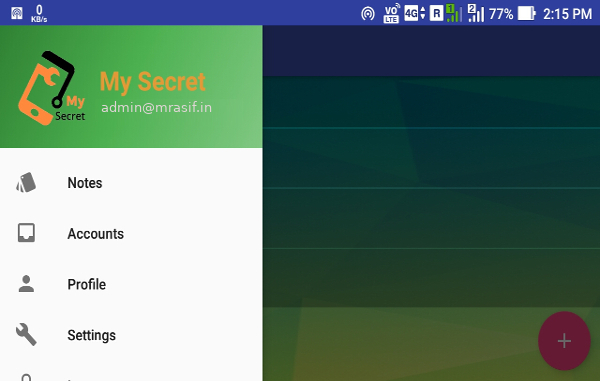 0
KB/s
VO
LTE
4G
R
1
2
77%
2:15 PM
My
Secret
My Secret
admin@mrasif.in
Notes
Accounts
Profile
Settings